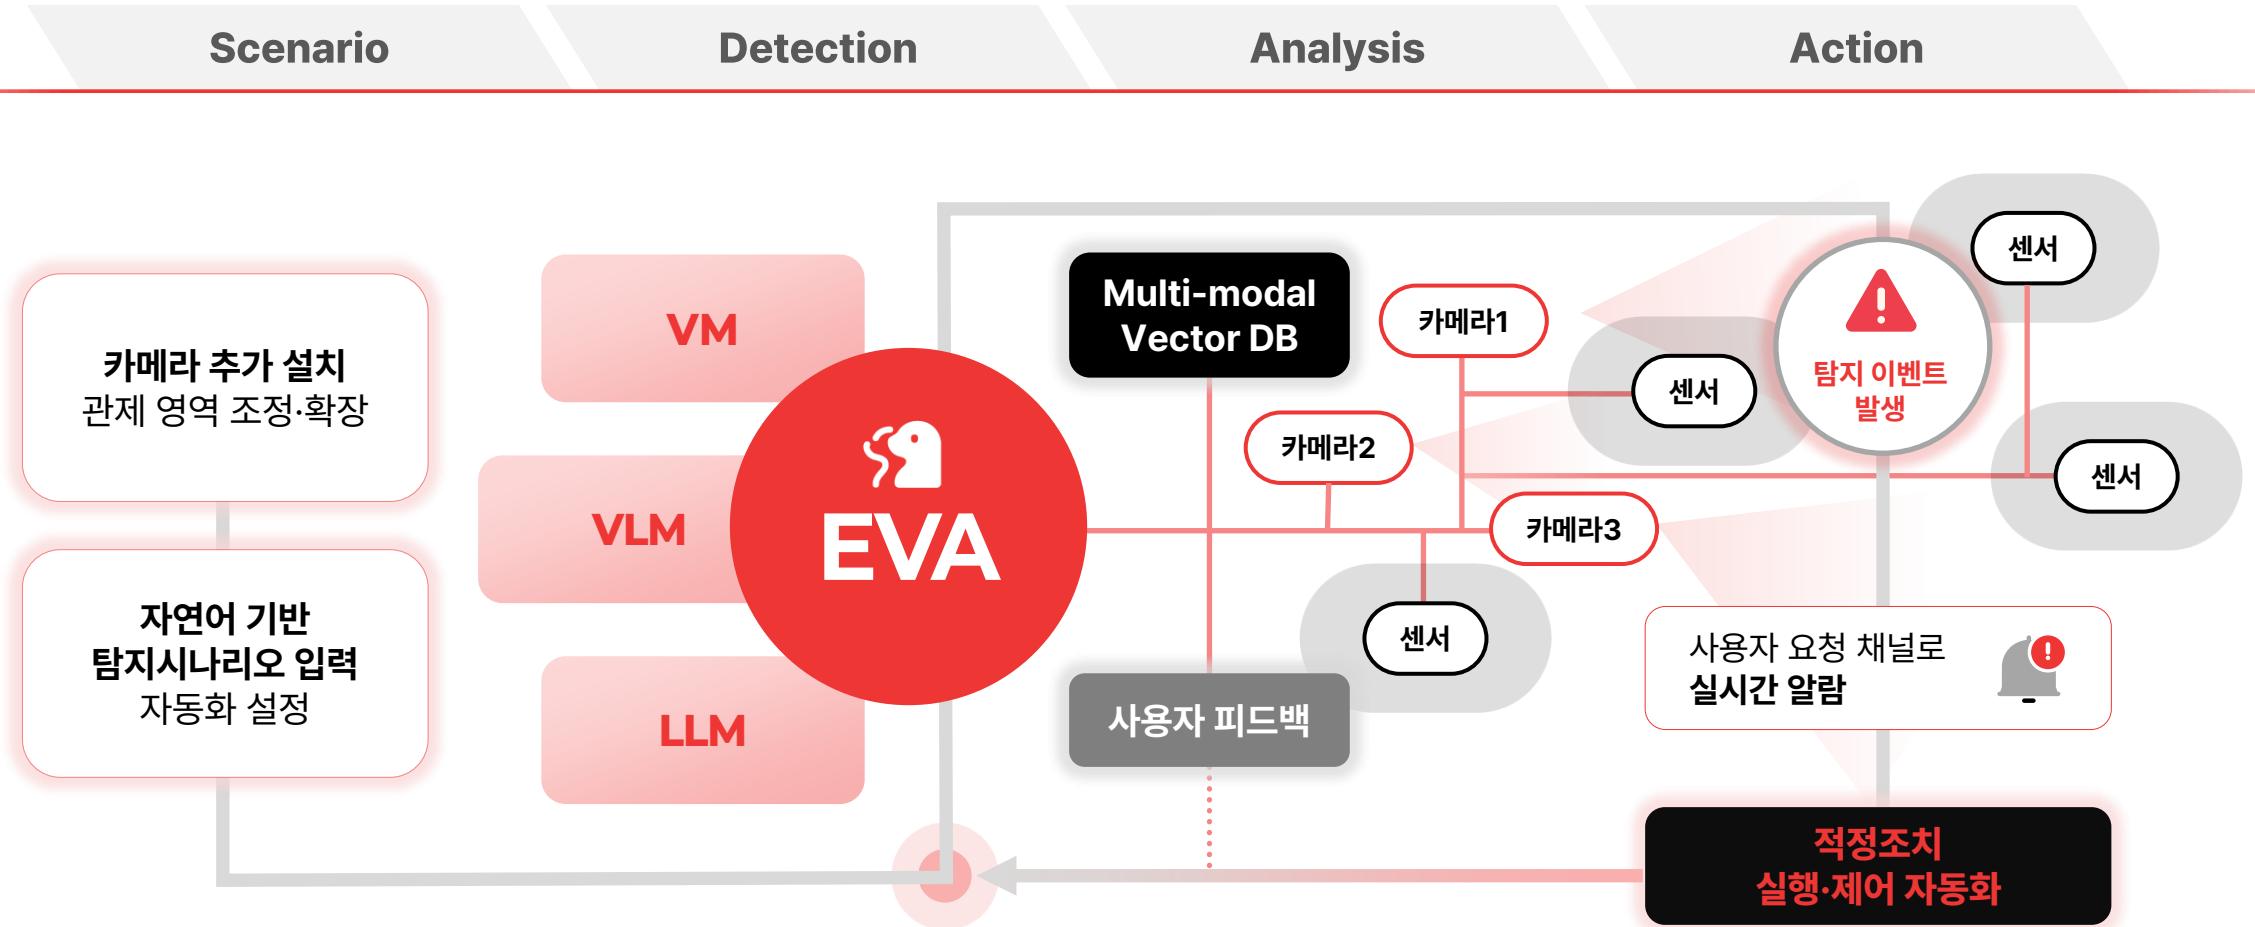 Scenario
Detection
Analysis
Action
카메라 추가 설치
관제 영역 조정·확장
자연어 기반
탐지시나리오 입력
자동화 설정
VM
VLM
LLM
EVA
Multi-modal
Vector DB
사용자 피드백
카메라1
카메라2
카메라3
센서
센서
센서
센서
탐지 이벤트
발생
사용자 요청 채널로
실시간 알람
적정조치
실행·제어 자동화